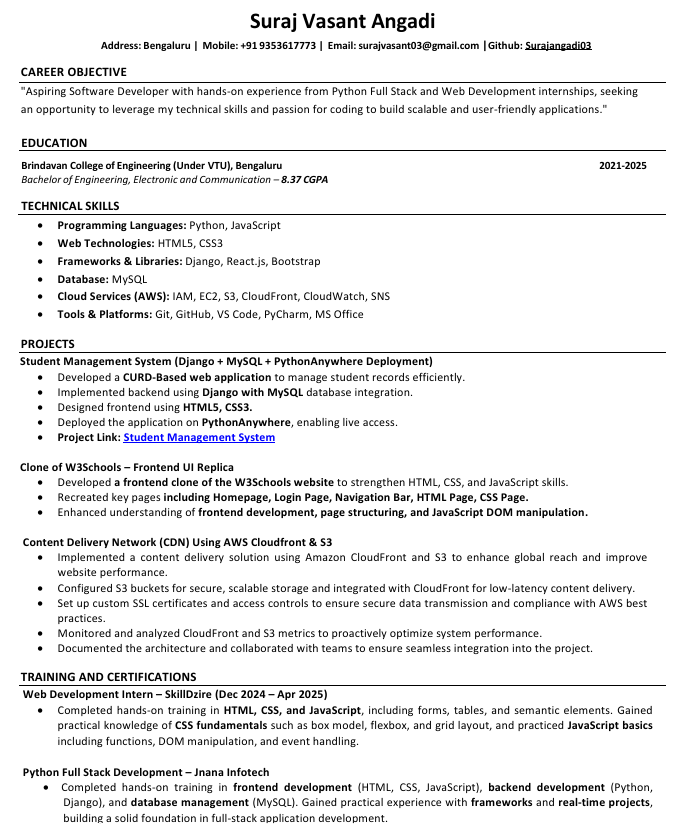 Suraj Vasant Angadi
Address: Bengaluru | Mobile: +91 9353617773 | Email: surajvasant03@gmail.com |Github: Surajangadi03
CAREER OBJECTIVE
"Aspiring Software Developer with hands-on experience from Python Full Stack and Web Development internships, seeking
an opportunity to leverage my technical skills and passion for coding to build scalable and user-friendly applications."
EDUCATION
Brindavan College of Engineering (Under VTU), Bengaluru 2021-2025
Bachelor of Engineering, Electronic and Communication – 8.37 CGPA
TECHNICAL SKILLS
• Programming Languages: Python, JavaScript
• Web Technologies: HTML5, CSS3
• Frameworks & Libraries: Django, React.js, Bootstrap
• Database: MySQL
• Cloud Services (AWS): IAM, EC2, S3, CloudFront, CloudWatch, SNS
• Tools & Platforms: Git, GitHub, VS Code, PyCharm, MS Office
PROJECTS
Student Management System (Django + MySQL + PythonAnywhere Deployment)
• Developed a CURD-Based web application to manage student records efficiently.
• Implemented backend using Django with MySQL database integration.
• Designed frontend using HTML5, CSS3.
• Deployed the application on PythonAnywhere, enabling live access.
• Project Link: Student Management System
Clone of W3Schools – Frontend UI Replica
• Developed a frontend clone of the W3Schools website to strengthen HTML, CSS, and JavaScript skills.
• Recreated key pages including Homepage, Login Page, Navigation Bar, HTML Page, CSS Page.
• Enhanced understanding of frontend development, page structuring, and JavaScript DOM manipulation.
Content Delivery Network (CDN) Using AWS Cloudfront & S3
• Implemented a content delivery solution using Amazon CloudFront and S3 to enhance global reach and improve
website performance.
• Configured S3 buckets for secure, scalable storage and integrated with CloudFront for low-latency content delivery.
• Set up custom SSL certificates and access controls to ensure secure data transmission and compliance with AWS best
practices.
• Monitored and analyzed CloudFront and S3 metrics to proactively optimize system performance.
• Documented the architecture and collaborated with teams to ensure seamless integration into the project.
TRAINING AND CERTIFICATIONS
Web Development Intern – SkillDzire (Dec 2024 – Apr 2025)
• Completed hands-on training in HTML, CSS, and JavaScript, including forms, tables, and semantic elements. Gained
practical knowledge of CSS fundamentals such as box model, flexbox, and grid layout, and practiced JavaScript basics
including functions, DOM manipulation, and event handling.
Python Full Stack Development – Jnana Infotech
• Completed hands-on training in frontend development (HTML, CSS, JavaScript), backend development (Python,
Django), and database management (MySQL). Gained practical experience with frameworks and real-time projects,
building a solid foundation in full-stack application development.